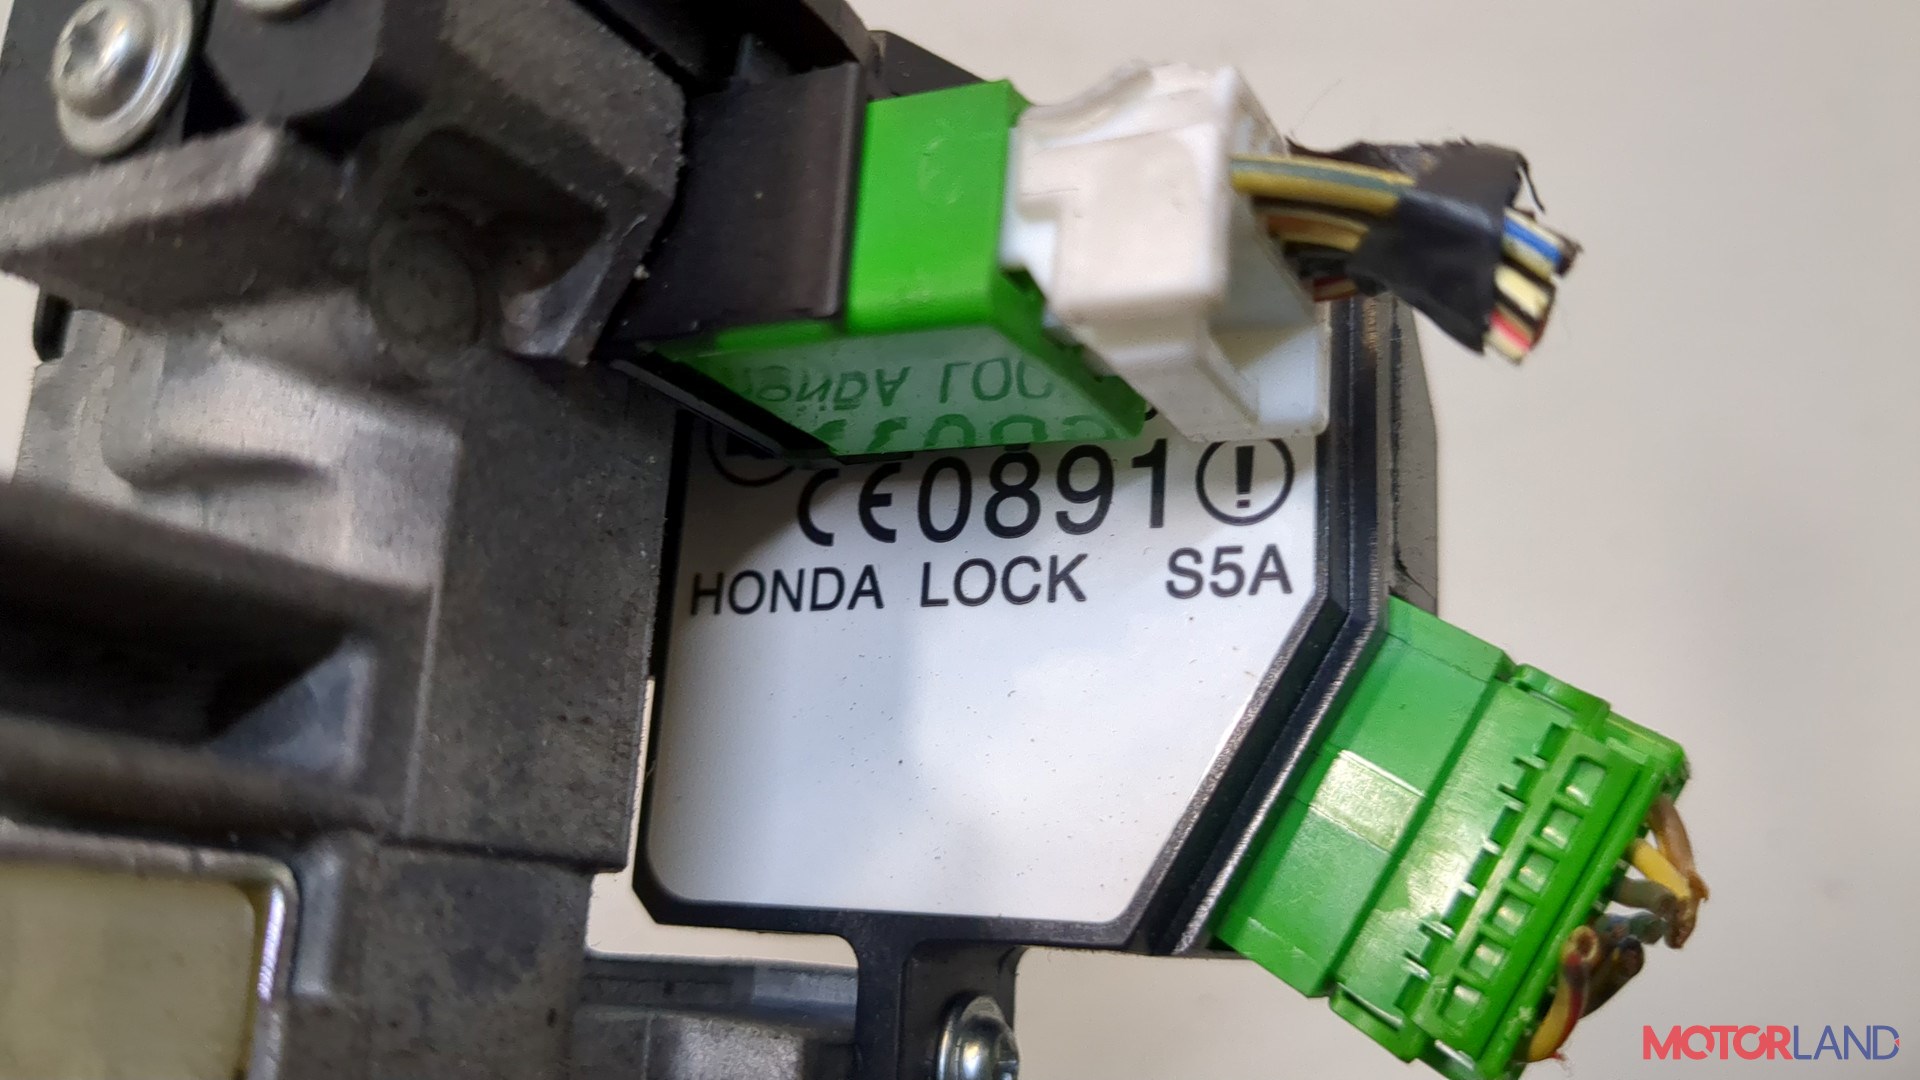 CE0891
HONDA LOCK S5A
MOTORLAND